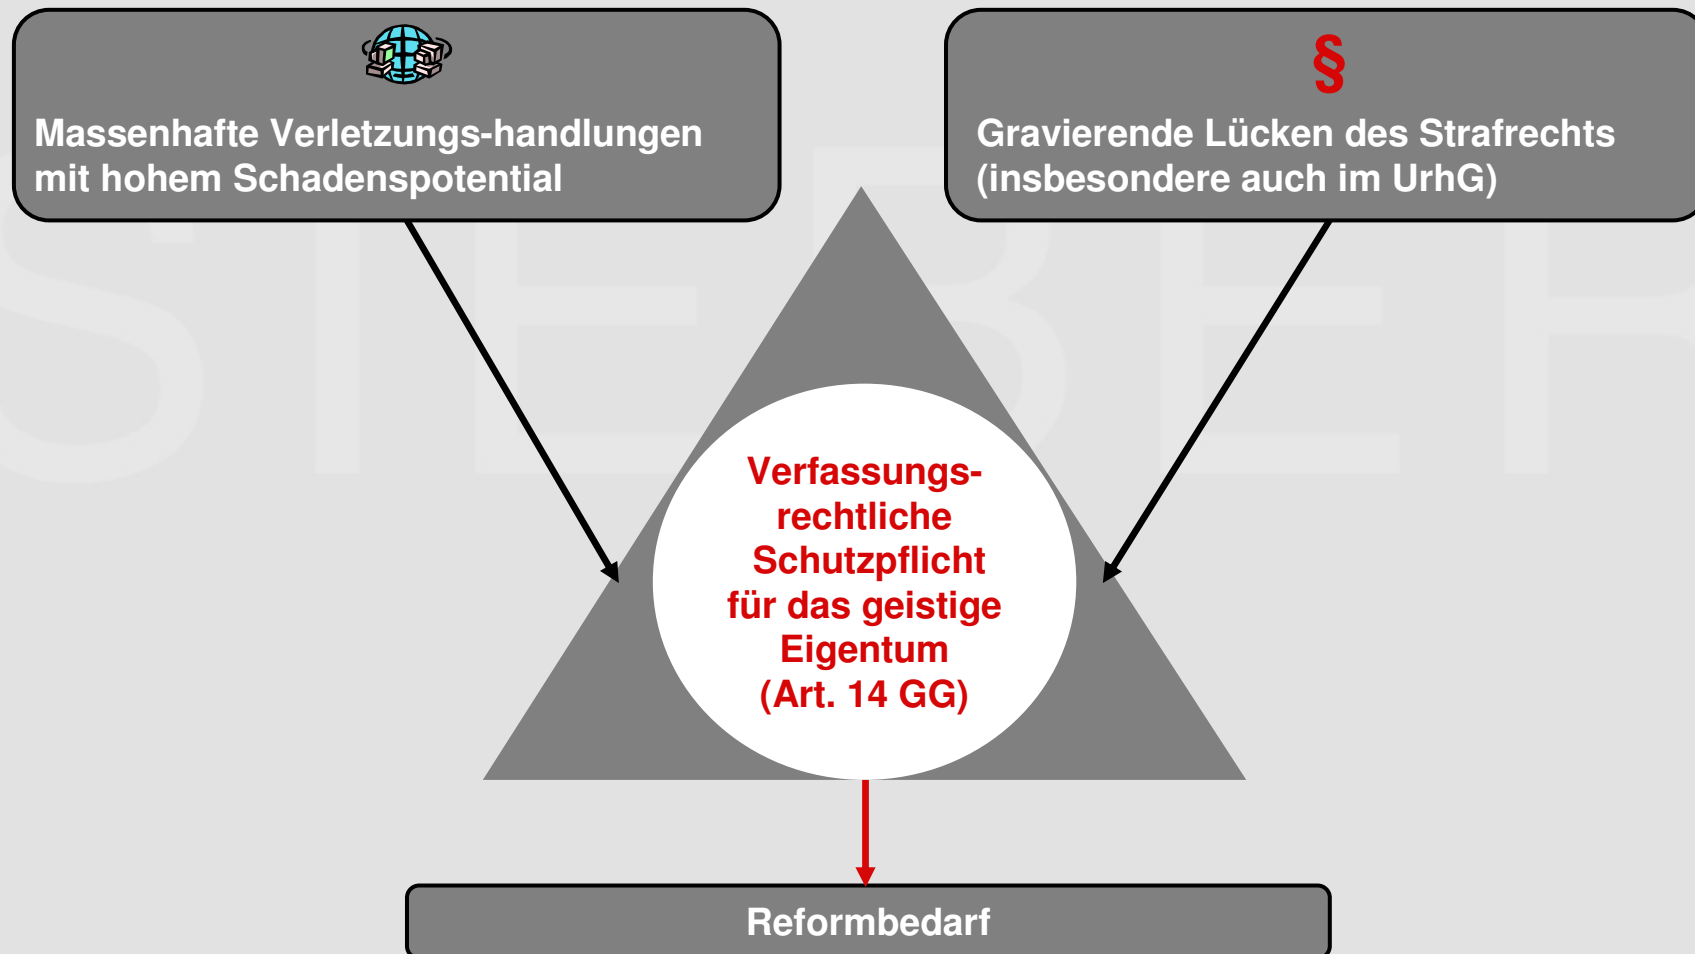 §
Massenhafte Verletzungs-handlungen
mit hohem Schadenspotential
Gravierende Lücken des Strafrechts
(insbesondere auch im UrhG)
Verfassungs-
rechtliche
Schutzpflicht
für das geistige
Eigentum
(Art. 14 GG)
Reformbedarf
SIEBER